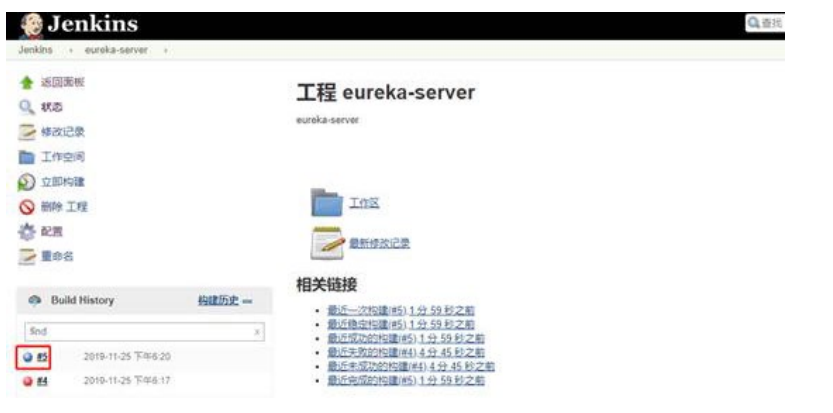 Jenkins
查找
Jenkins › eureka-server ›
返回面板
状态
修改记录
工作空间
立即构建
删除 工程
配置
重命名
Build History 构建历史
find x
#5 2019-11-25 下午6:20
#4 2019-11-25 下午6:17
工程 eureka-server
eureka-server
工作区
最新修改记录
相关链接
最近一次构建(#5),1 分 59 秒之前
最近稳定构建(#5),1 分 59 秒之前
最近成功的构建(#5),1 分 59 秒之前
最近失败的构建(#4),4 分 45 秒之前
最近未成功的构建(#4),4 分 45 秒之前
最近完成的构建(#5),1 分 59 秒之前